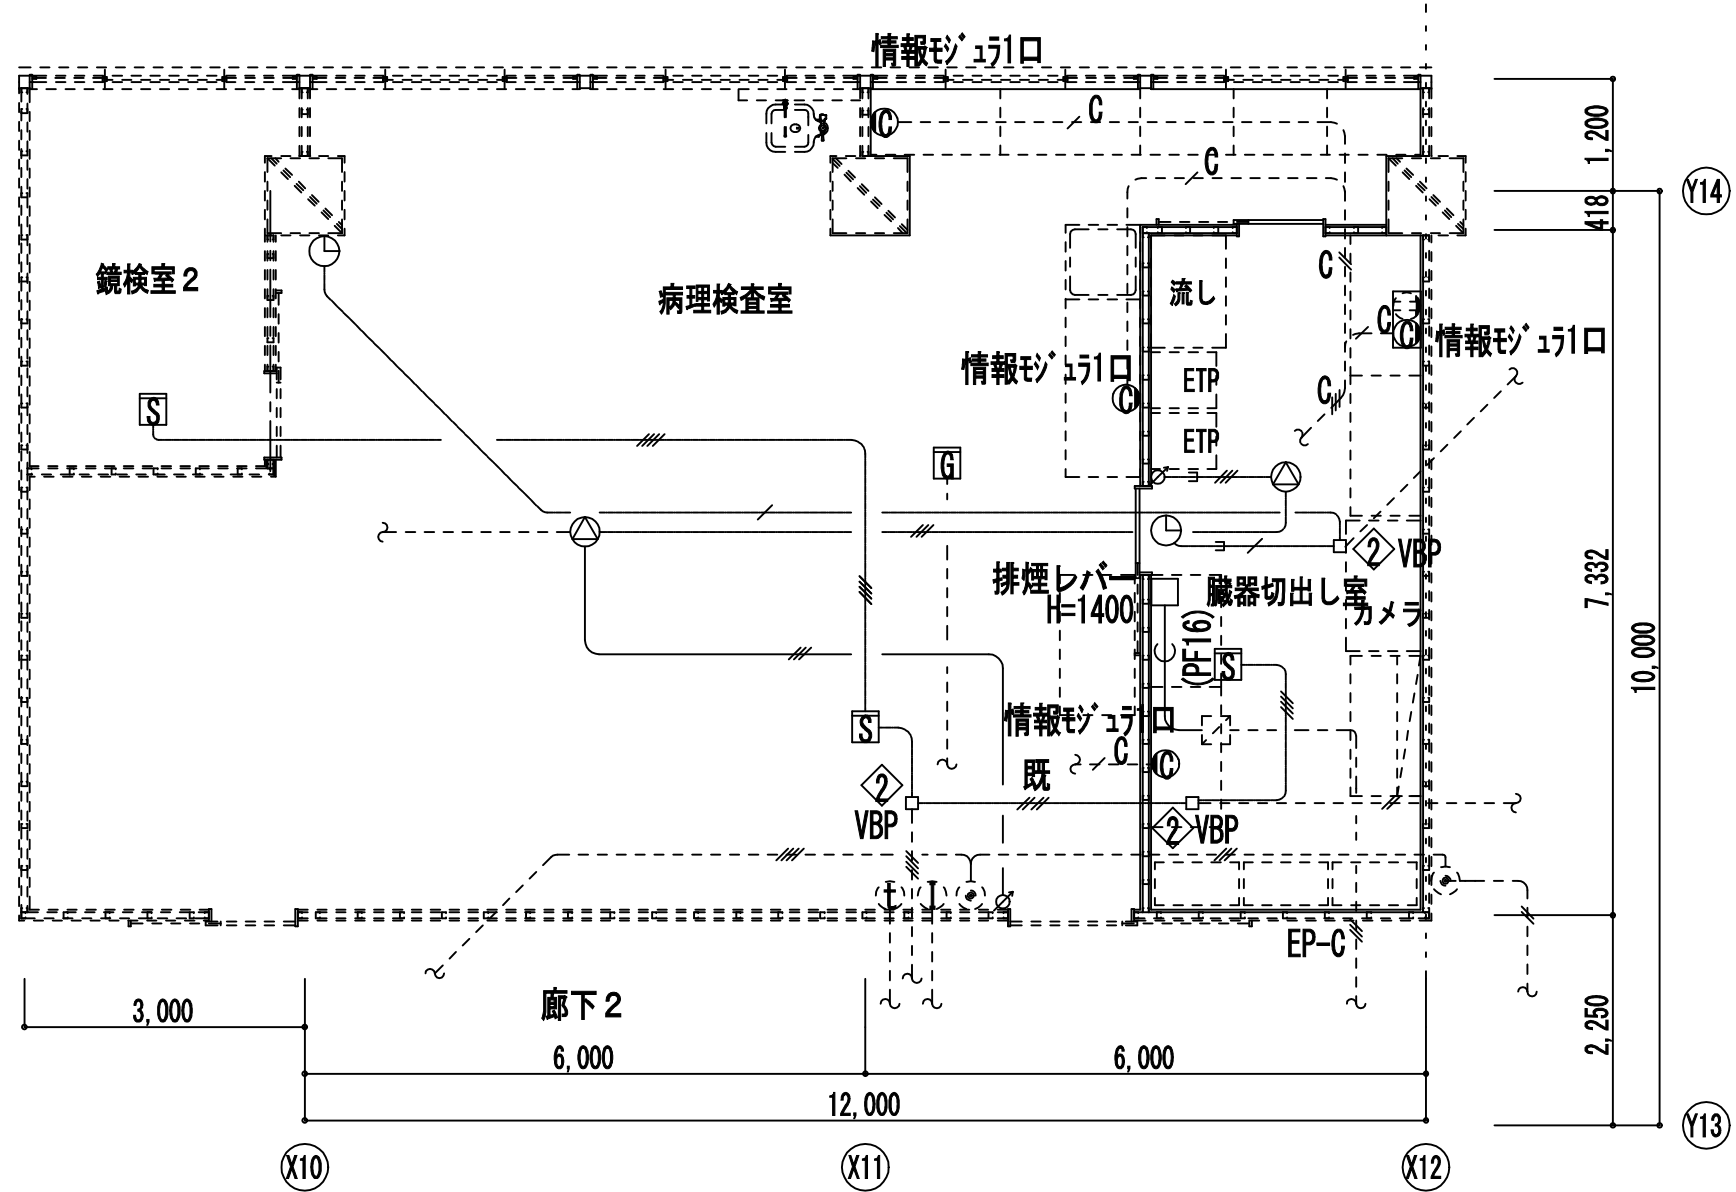 情報ﾓｼﾞｭﾗ1口
C
C
1,200
C
Y14
418
鏡検室2
病理検査室
流し
C
C
C
情報ﾓｼﾞｭﾗ1口
情報ﾓｼﾞｭﾗ1口
ETP
C
C
S
ETP
G
2
VBP
排煙レバー
H=1400
臓器切出し室
カメラ
7,332
10,000
(PF16)
S
情報ﾓｼﾞｭﾗ1口
S
C
C
既
2
VBP
2
VBP
t
EP-C
廊下2
3,000
2,250
6,000
6,000
12,000
Y13
X10
X11
X12